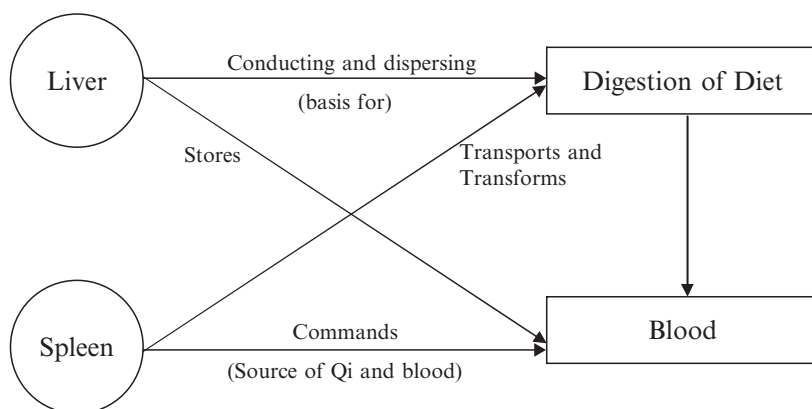 Liver
Conducting and dispersing
(basis for)
Digestion of Diet
Stores
Transports and
Transforms
Spleen
Commands
(Source of Qi and blood)
Blood